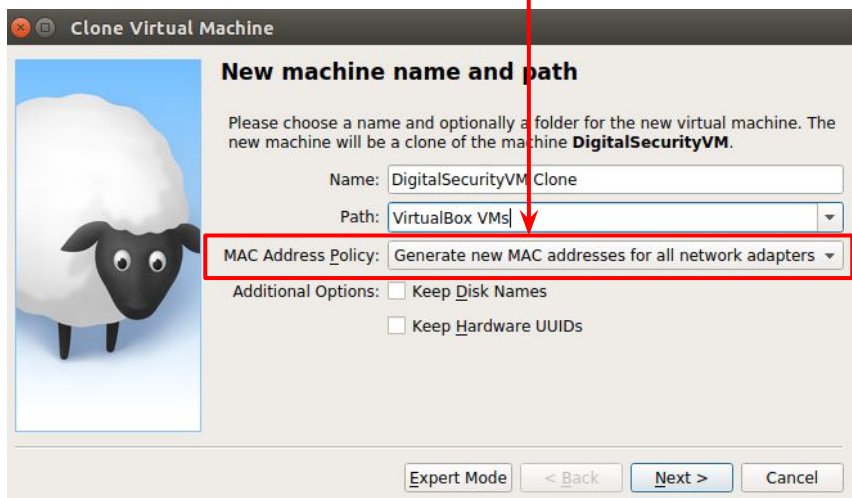 Clone Virtual Machine
New machine name and path
Please choose a name and optionally a folder for the new virtual machine. The
new machine will be a clone of the machine DigitalSecurityVM.
Name: DigitalSecurityVM Clone
Path: VirtualBox VMs
MAC Address Policy: Generate new MAC addresses for all network adapters
Additional Options: Keep Disk Names
Keep Hardware UUIDs
Expert Mode < Back Next > Cancel